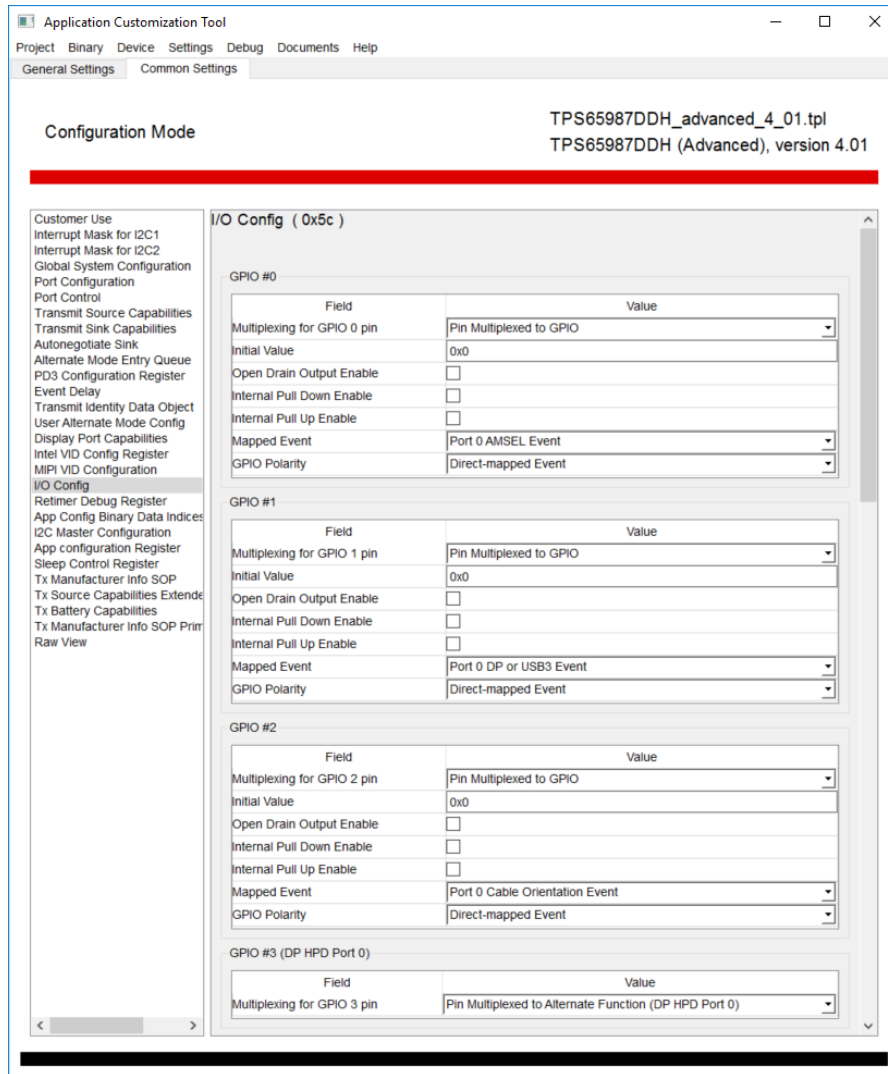 Application Customization Tool
Project Binary Device Settings Debug Documents Help
General Settings Common Settings
Configuration Mode
TPS65987DDH_advanced_4_01.tpl
TPS65987DDH (Advanced), version 4.01
Customer Use
Interrupt Mask for I2C1
Interrupt Mask for I2C2
Global System Configuration
Port Configuration
Port Control
Transmit Source Capabilities
Transmit Sink Capabilities
Autonegotiate Sink
Alternate Mode Entry Queue
PD3 Configuration Register
Event Delay
Transmit Identity Data Object
User Alternate Mode Config
Display Port Capabilities
Intel VID Config Register
MIPI VID Configuration
I/O Config
Retimer Debug Register
App Config Binary Data Indices
I2C Master Configuration
App configuration Register
Sleep Control Register
Tx Manufacturer Info SOP
Tx Source Capabilities Extende
Tx Battery Capabilities
Tx Manufacturer Info SOP Prim
Raw View
I/O Config ( 0x5c )
GPIO #0
Field Value
Multiplexing for GPIO 0 pin Pin Multiplexed to GPIO
Initial Value 0x0
Open Drain Output Enable
Internal Pull Down Enable
Internal Pull Up Enable
Mapped Event Port 0 AMSEL Event
GPIO Polarity Direct-mapped Event
GPIO #1
Field Value
Multiplexing for GPIO 1 pin Pin Multiplexed to GPIO
Initial Value 0x0
Open Drain Output Enable
Internal Pull Down Enable
Internal Pull Up Enable
Mapped Event Port 0 DP or USB3 Event
GPIO Polarity Direct-mapped Event
GPIO #2
Field Value
Multiplexing for GPIO 2 pin Pin Multiplexed to GPIO
Initial Value 0x0
Open Drain Output Enable
Internal Pull Down Enable
Internal Pull Up Enable
Mapped Event Port 0 Cable Orientation Event
GPIO Polarity Direct-mapped Event
GPIO #3 (DP HPD Port 0)
Field Value
Multiplexing for GPIO 3 pin Pin Multiplexed to Alternate Function (DP HPD Port 0)